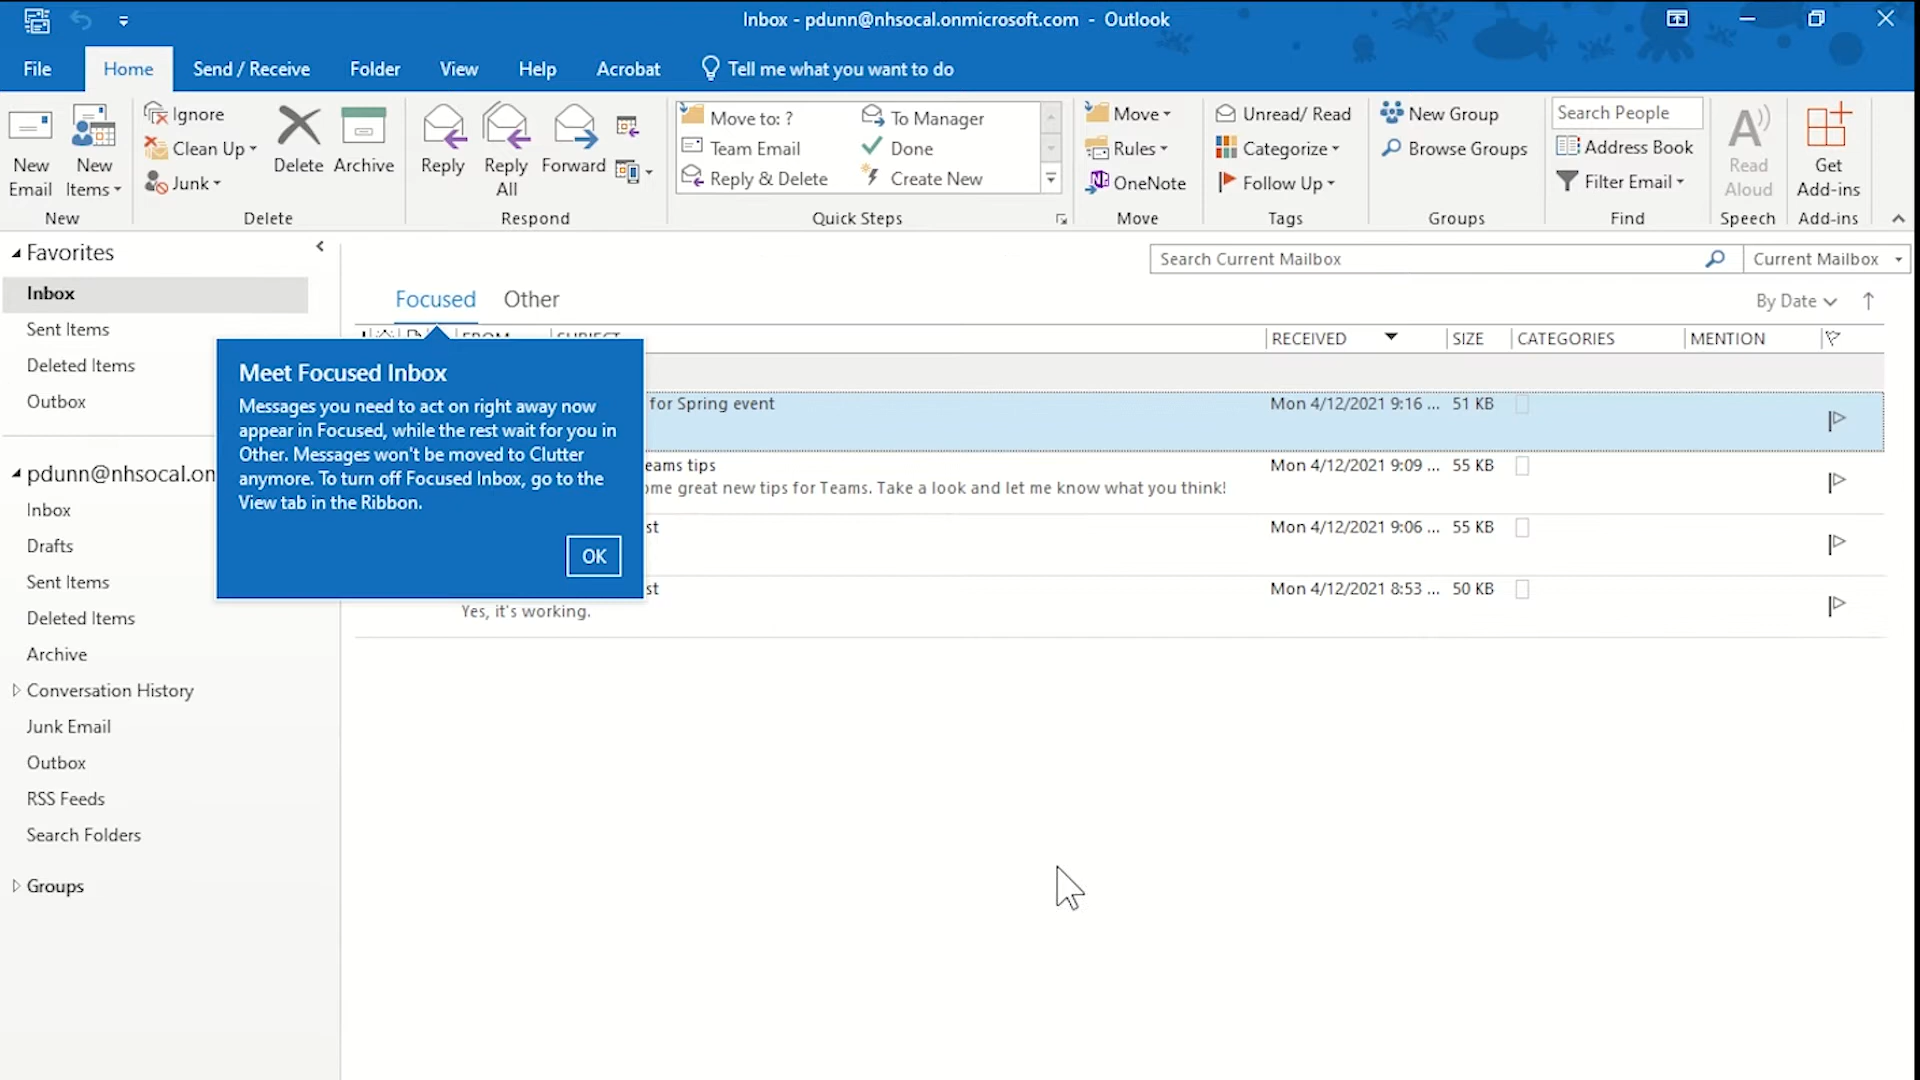 Inbox - pdunn@nhsocal.onmicrosoft.com - Outlook
File Home Send / Receive Folder View Help Acrobat Tell me what you want to do
New Email
New Items
New
Ignore
Clean Up
Junk
Delete
Archive
Delete
Reply
Reply All
Forward
Respond
Move to: ?
To Manager
Team Email
Done
Reply & Delete
Create New
Quick Steps
Move
Rules
OneNote
Move
Unread/ Read
Categorize
Follow Up
Tags
New Group
Browse Groups
Groups
Search People
Address Book
Filter Email
Find
Read Aloud
Speech
Get Add-ins
Add-ins
Favorites
Inbox
Sent Items
Deleted Items
Outbox
pdunn@nhsocal.on
Inbox
Drafts
Sent Items
Deleted Items
Archive
Conversation History
Junk Email
Outbox
RSS Feeds
Search Folders
Groups
Search Current Mailbox
Current Mailbox
Focused Other
By Date
FROM SUBJECT RECEIVED SIZE CATEGORIES MENTION
Meet Focused Inbox
Messages you need to act on right away now
appear in Focused, while the rest wait for you in
Other. Messages won't be moved to Clutter
anymore. To turn off Focused Inbox, go to the
View tab in the Ribbon.
OK
for Spring event Mon 4/12/2021 9:16 ... 51 KB
eams tips Mon 4/12/2021 9:09 ... 55 KB
ome great new tips for Teams. Take a look and let me know what you think!
st Mon 4/12/2021 9:06 ... 55 KB
st Mon 4/12/2021 8:53 ... 50 KB
Yes, it's working.